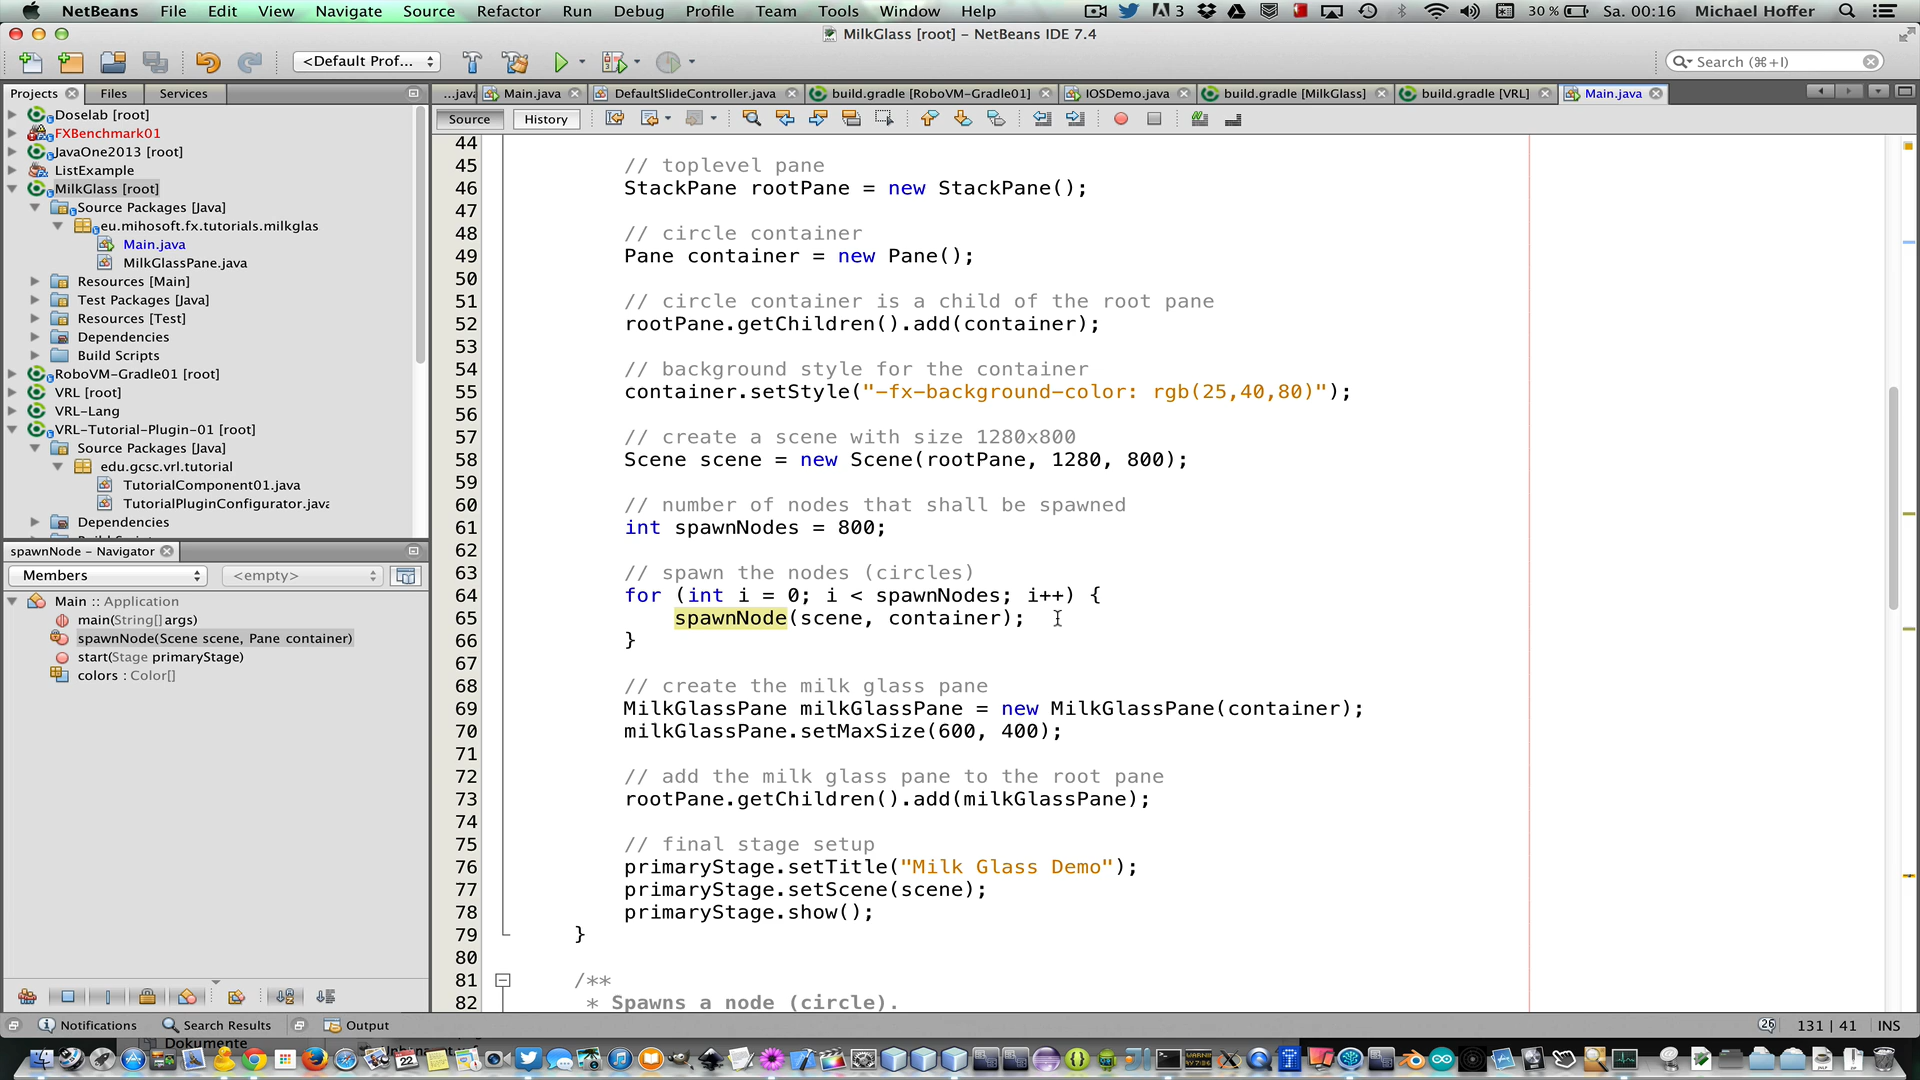 NetBeans File Edit View Navigate Source Refactor Run Debug Profile Team Tools Window Help 3 30 % Sa. 00:16 Michael Hoffer
MilkGlass [root] – NetBeans IDE 7.4
<Default Prof... Search (⌘+I)
Projects Files Services
...java Main.java DefaultSlideController.java build.gradle [RoboVM-Gradle01] IOSDemo.java build.gradle [MilkGlass] build.gradle [VRL] Main.java
Source History
Doselab [root]
FXBenchmark01
JavaOne2013 [root]
ListExample
MilkGlass [root]
Source Packages [Java]
eu.mihosoft.fx.tutorials.milkglas
Main.java
MilkGlassPane.java
Resources [Main]
Test Packages [Java]
Resources [Test]
Dependencies
Build Scripts
RoboVM-Gradle01 [root]
VRL [root]
VRL-Lang
VRL-Tutorial-Plugin-01 [root]
Source Packages [Java]
edu.gcsc.vrl.tutorial
TutorialComponent01.java
TutorialPluginConfigurator.java
Dependencies
spawnNode – Navigator
Members <empty>
Main :: Application
main(String[] args)
spawnNode(Scene scene, Pane container)
start(Stage primaryStage)
colors : Color[]
44
45 // toplevel pane
46 StackPane rootPane = new StackPane();
47
48 // circle container
49 Pane container = new Pane();
50
51 // circle container is a child of the root pane
52 rootPane.getChildren().add(container);
53
54 // background style for the container
55 container.setStyle("-fx-background-color: rgb(25,40,80)");
56
57 // create a scene with size 1280x800
58 Scene scene = new Scene(rootPane, 1280, 800);
59
60 // number of nodes that shall be spawned
61 int spawnNodes = 800;
62
63 // spawn the nodes (circles)
64 for (int i = 0; i < spawnNodes; i++) {
65 spawnNode(scene, container);
66 }
67
68 // create the milk glass pane
69 MilkGlassPane milkGlassPane = new MilkGlassPane(container);
70 milkGlassPane.setMaxSize(600, 400);
71
72 // add the milk glass pane to the root pane
73 rootPane.getChildren().add(milkGlassPane);
74
75 // final stage setup
76 primaryStage.setTitle("Milk Glass Demo");
77 primaryStage.setScene(scene);
78 primaryStage.show();
79 }
80
81 /**
82 * Spawns a node (circle).
Notifications Search Results Output 26 131 | 41 INS
Dokumente